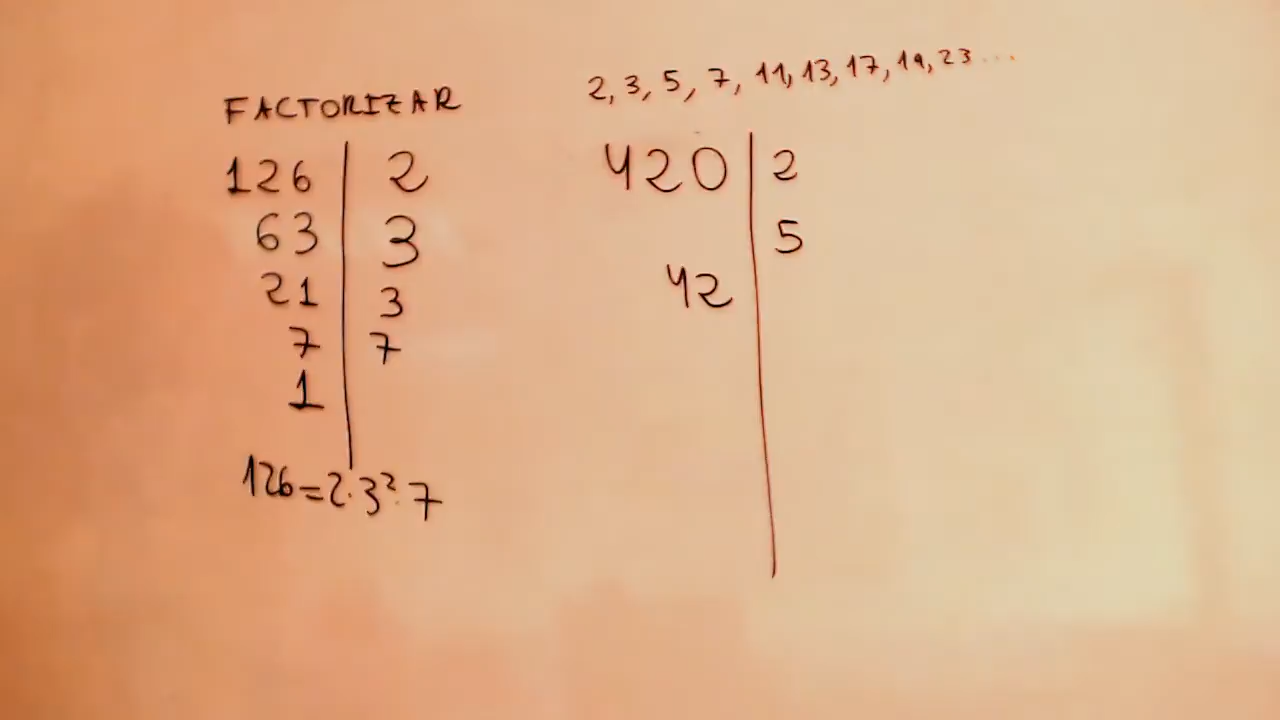 FACTORIZAR
126 | 2
63 | 3
21 | 3
7 | 7
1
126=2·3²·7
2, 3, 5, 7, 11, 13, 17, 19, 23 ...
420 | 2
5
42